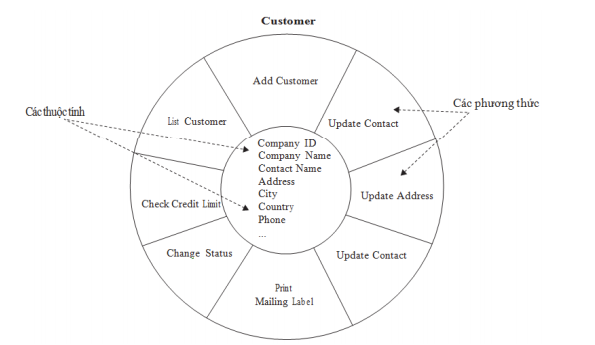 Customer
Add Customer
Các phương thức
Các thuộc tính
List Customer
Update Contact
Company ID
Company Name
Contact Name
Address
City
Country
Phone
...
Update Address
Check Credit Limit
Change Status
Update Contact
Print
Mailing Label